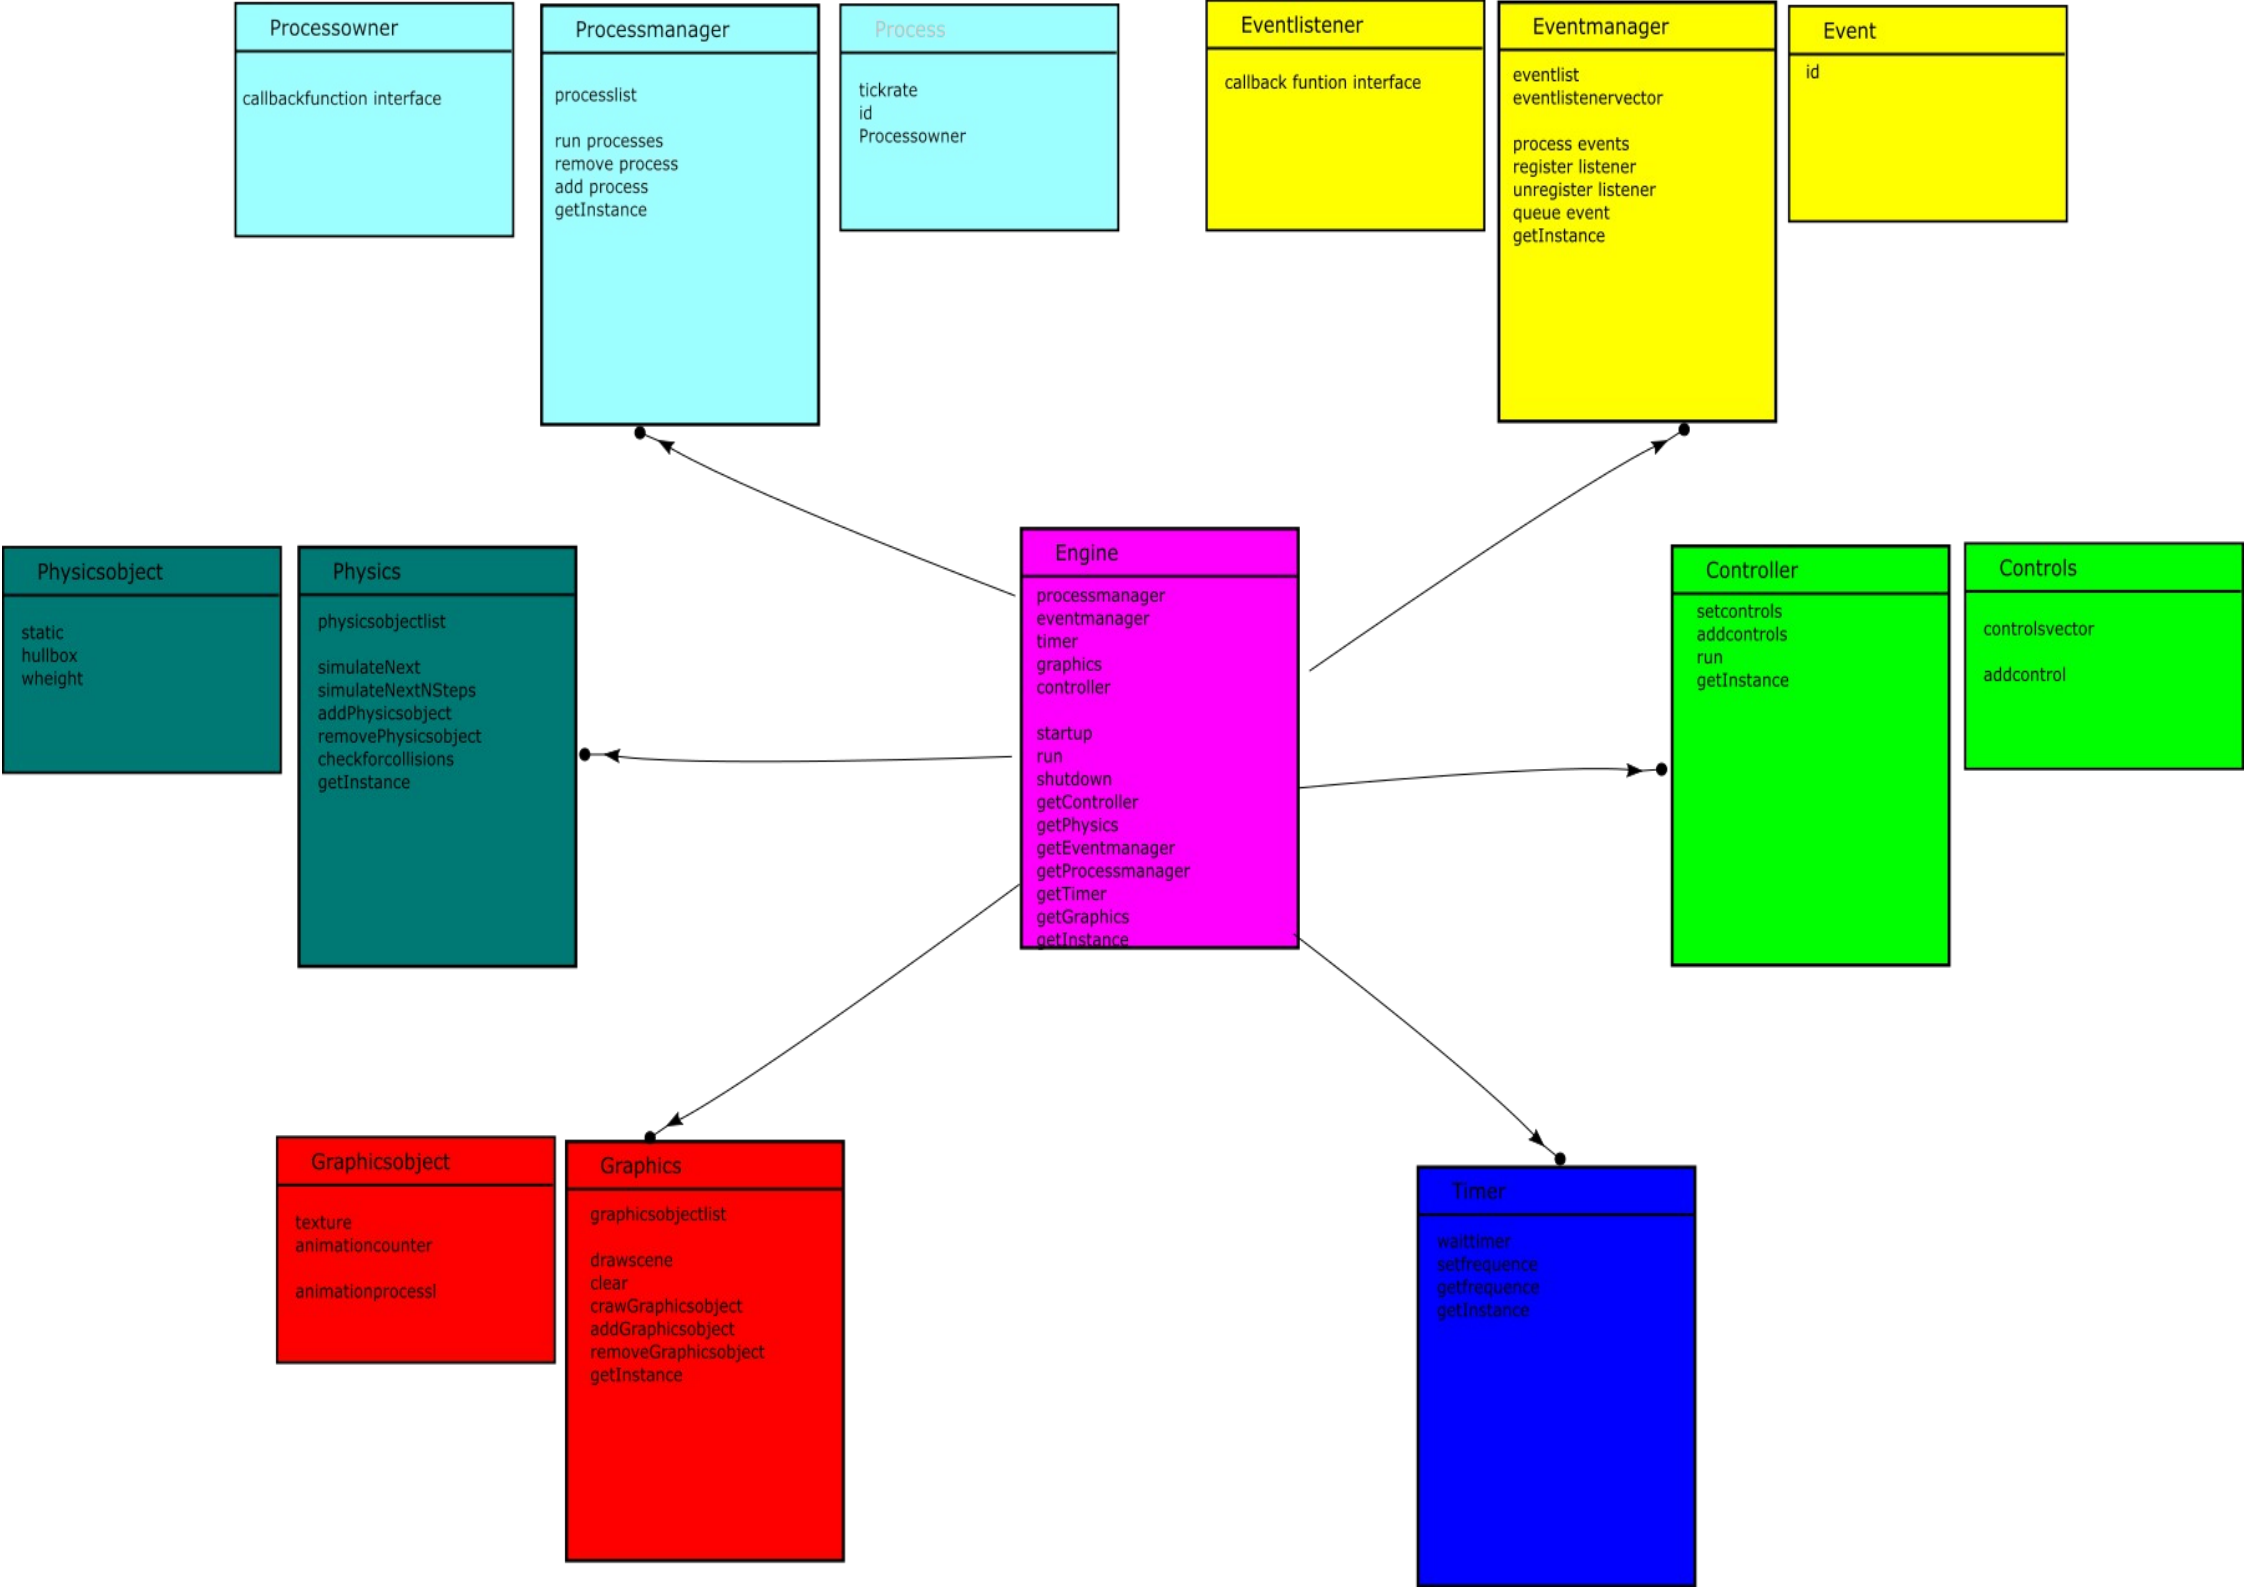 Processowner
callbackfunction interface
Processmanager
processlist
run processes
remove process
add process
getInstance
Process
tickrate
id
Processowner
Eventlistener
callback funtion interface
Eventmanager
eventlist
eventlistenervector
process events
register listener
unregister listener
queue event
getInstance
Event
id
Physicsobject
static
hullbox
wheight
Physics
physicsobjectlist
simulateNext
simulateNextNSteps
addPhysicsobject
removePhysicsobject
checkforcollisions
getInstance
Engine
processmanager
eventmanager
timer
graphics
controller
startup
run
shutdown
getController
getPhysics
getEventmanager
getProcessmanager
getTimer
getGraphics
getInstance
Controller
setcontrols
addcontrols
run
getInstance
Controls
controlsvector
addcontrol
Graphicsobject
texture
animationcounter
animationprocessl
Graphics
graphicsobjectlist
drawscene
clear
crawGraphicsobject
addGraphicsobject
removeGraphicsobject
getInstance
Timer
waittimer
setfrequence
getfrequence
getInstance